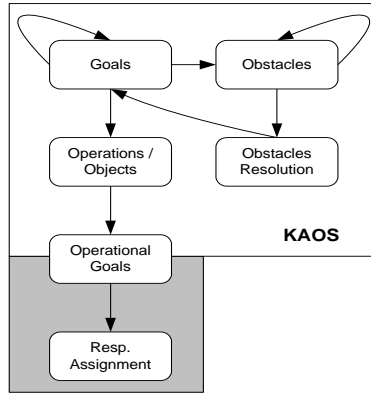 Goals
Obstacles
Operations /
Objects
Obstacles
Resolution
KAOS
Operational
Goals
Resp.
Assignment